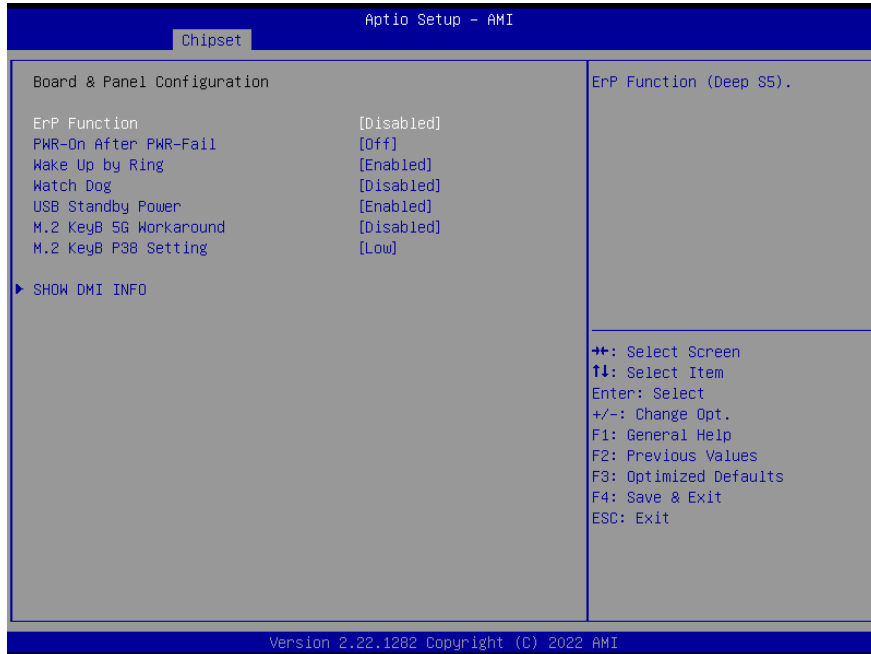 Aptio Setup – AMI
Chipset
Board & Panel Configuration
ErP Function [Disabled]
PWR-On After PWR-Fail [Off]
Wake Up by Ring [Enabled]
Watch Dog [Disabled]
USB Standby Power [Enabled]
M.2 KeyB 5G Workaround [Disabled]
M.2 KeyB P38 Setting [Low]
▶ SHOW DMI INFO
ErP Function (Deep S5).
→←: Select Screen
↑↓: Select Item
Enter: Select
+/-: Change Opt.
F1: General Help
F2: Previous Values
F3: Optimized Defaults
F4: Save & Exit
ESC: Exit
Version 2.22.1282 Copyright (C) 2022 AMI